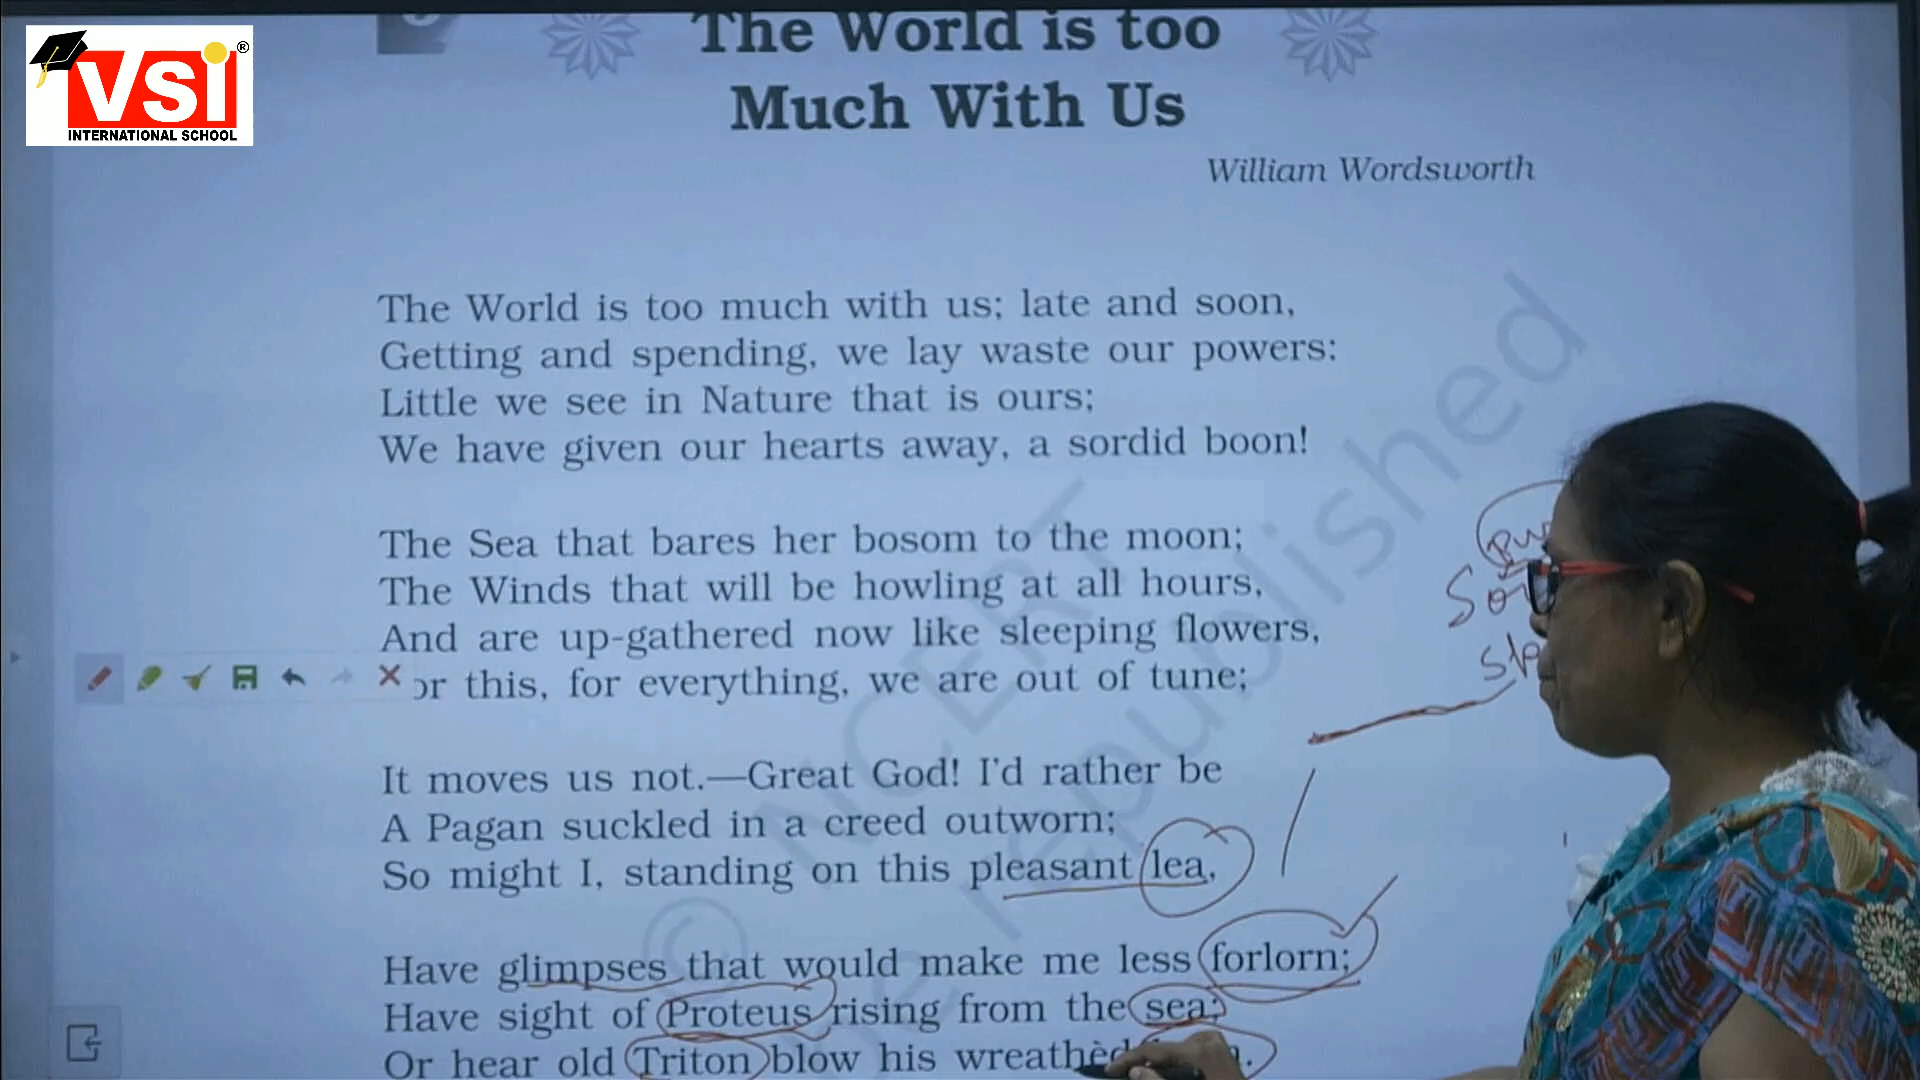 VSI ®
INTERNATIONAL SCHOOL
The World is too
Much With Us
William Wordsworth
The World is too much with us; late and soon,
Getting and spending, we lay waste our powers:
Little we see in Nature that is ours;
We have given our hearts away, a sordid boon!
The Sea that bares her bosom to the moon;
The Winds that will be howling at all hours,
And are up-gathered now like sleeping flowers,
or this, for everything, we are out of tune;
It moves us not.—Great God! I'd rather be
A Pagan suckled in a creed outworn;
So might I, standing on this pleasant lea,
Have glimpses that would make me less forlorn;
Have sight of Proteus rising from the sea;
Or hear old Triton blow his wreathèd
© NCERT
be republished